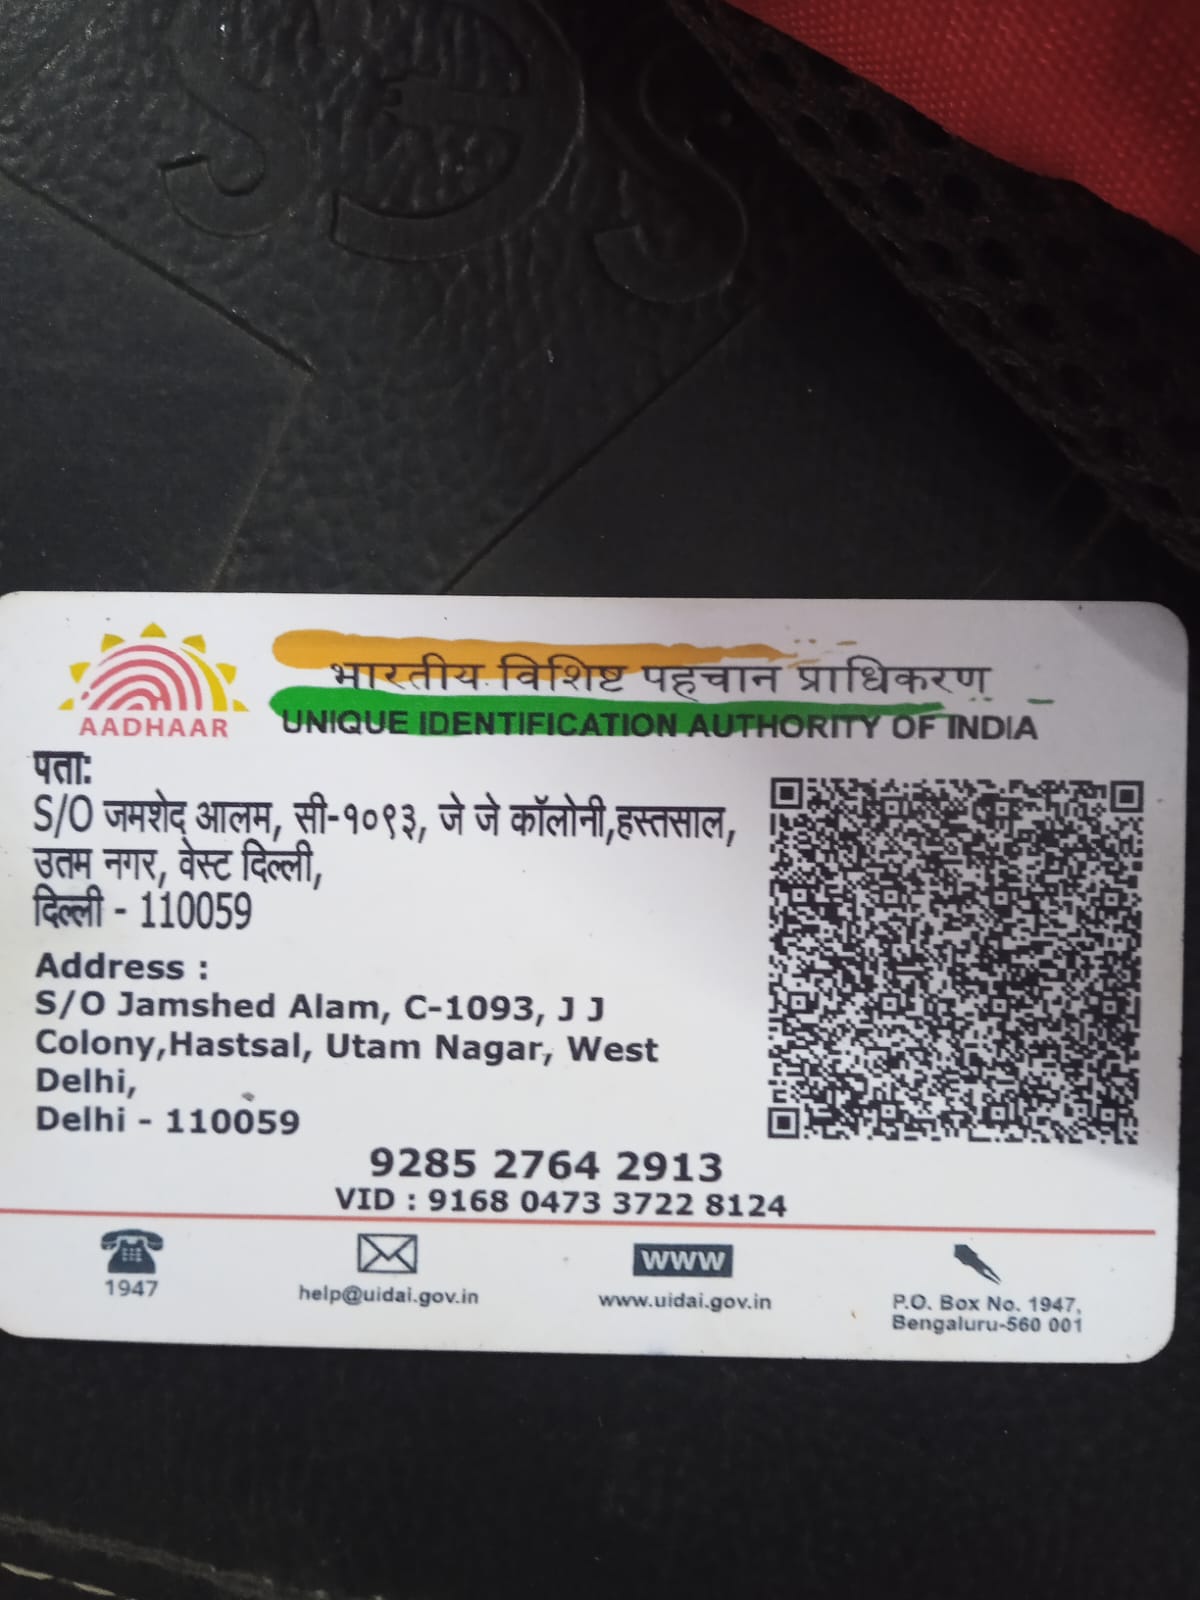 भारतीय विशिष्ट पहचान प्राधिकरण
AADHAAR
UNIQUE IDENTIFICATION AUTHORITY OF INDIA
पता:
S/O जमशेद आलम, सी-१०९३, जे जे कॉलोनी,हस्तसाल,
उतम नगर, वेस्ट दिल्ली,
दिल्ली - 110059
Address :
S/O Jamshed Alam, C-1093, J J
Colony,Hastsal, Utam Nagar, West
Delhi,
Delhi - 110059
9285 2764 2913
VID : 9168 0473 3722 8124
1947
help@uidai.gov.in
www
www.uidai.gov.in
P.O. Box No. 1947,
Bengaluru-560 001